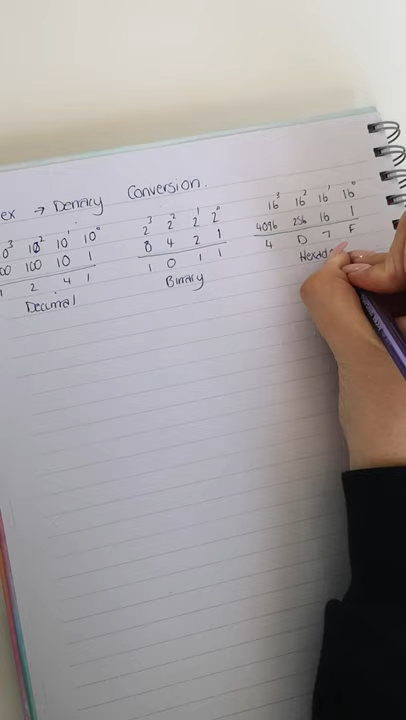 ex → Denary Conversion.
0³ 10² 10¹ 10⁰
00 100 10 1
1 2 4 1
Decimal
2³ 2² 2¹ 2⁰
8 4 2 1
1 0 1 1
Binary
16³ 16² 16¹ 16⁰
4096 256 16 1
4 D 7 F
Hexad